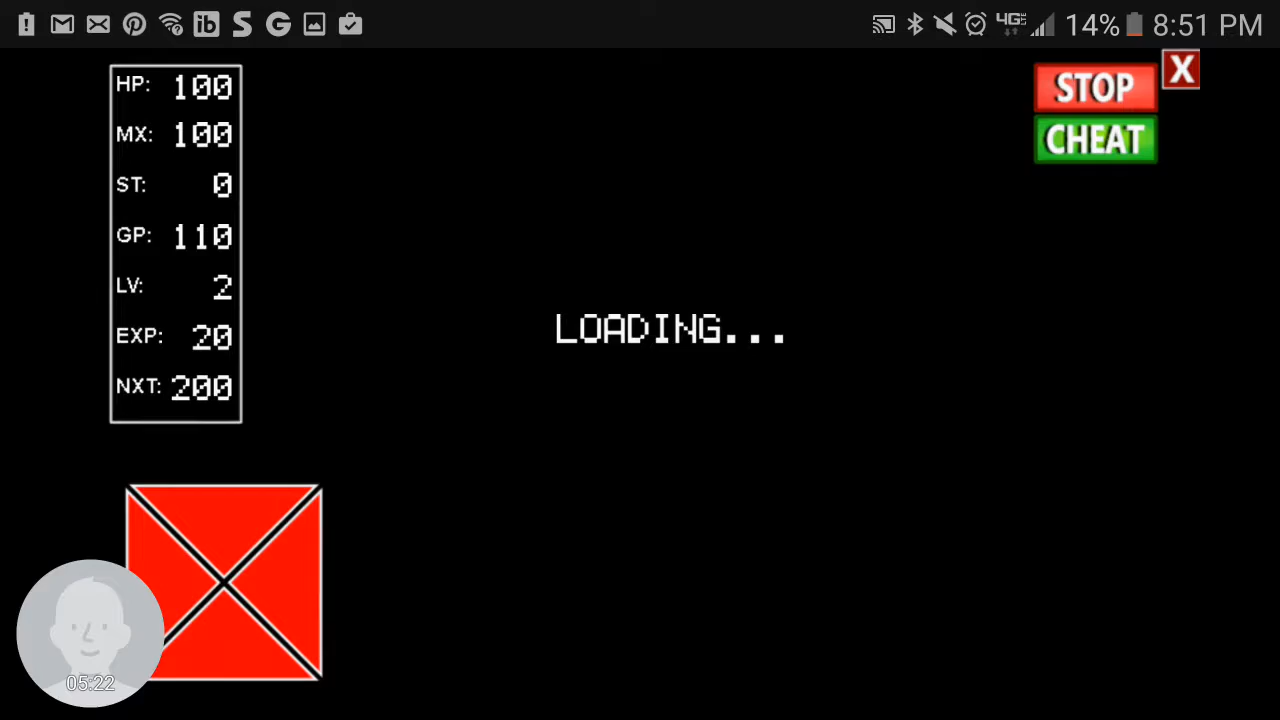 14% 8:51 PM
HP: 100
MX: 100
ST: 0
GP: 110
LV: 2
EXP: 20
NXT: 200
STOP
X
CHEAT
LOADING...
05:22